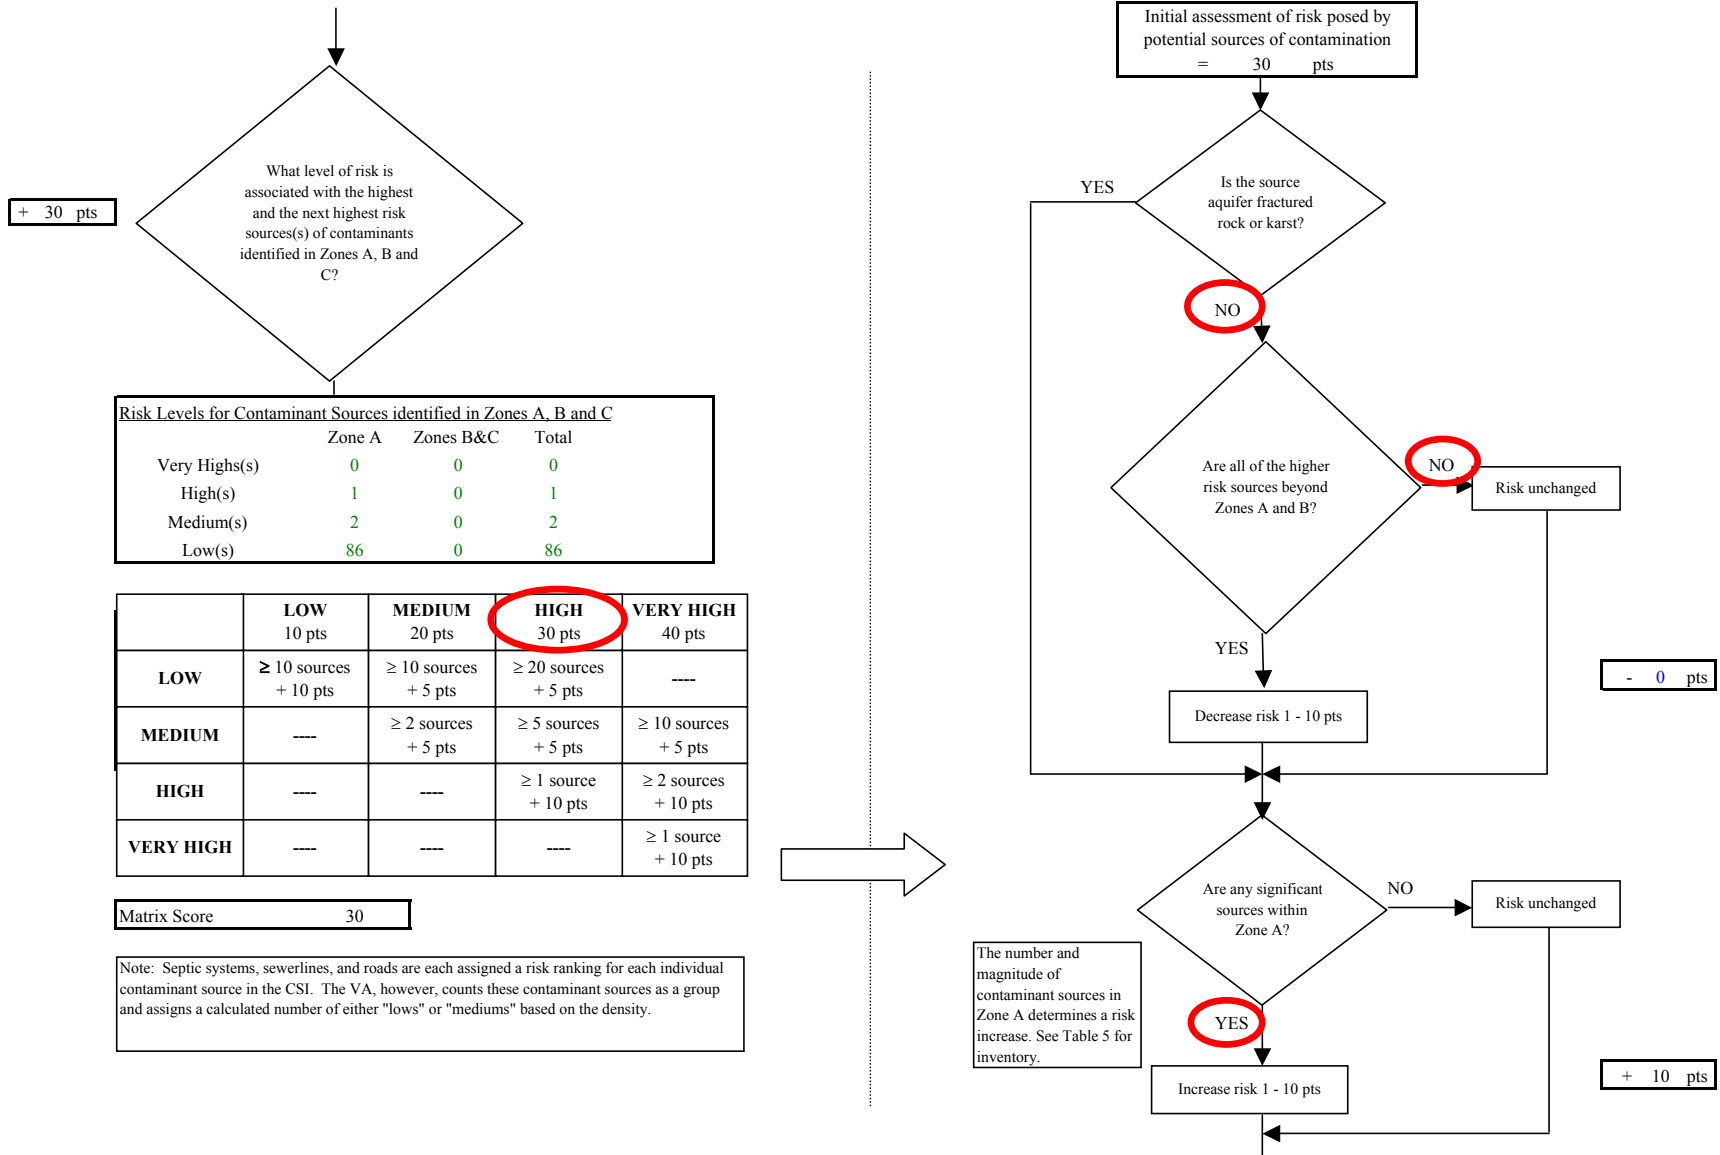 + 30 pts
What level of risk is
associated with the highest
and the next highest risk
sources(s) of contaminants
identified in Zones A, B and
C?
Risk Levels for Contaminant Sources identified in Zones A, B and C
Zone A Zones B&C Total
Very Highs(s) 0 0 0
High(s) 1 0 1
Medium(s) 2 0 2
Low(s) 86 0 86
LOW MEDIUM HIGH VERY HIGH
10 pts 20 pts 30 pts 40 pts
LOW ≥ 10 sources ≥ 10 sources ≥ 20 sources ----
+ 10 pts + 5 pts + 5 pts
MEDIUM ---- ≥ 2 sources ≥ 5 sources ≥ 10 sources
+ 5 pts + 5 pts + 5 pts
HIGH ---- ---- ≥ 1 source ≥ 2 sources
+ 10 pts + 10 pts
VERY HIGH ---- ---- ---- ≥ 1 source
+ 10 pts
Matrix Score 30
Note: Septic systems, sewerlines, and roads are each assigned a risk ranking for each individual
contaminant source in the CSI. The VA, however, counts these contaminant sources as a group
and assigns a calculated number of either "lows" or "mediums" based on the density.
Initial assessment of risk posed by
potential sources of contamination
= 30 pts
Is the source
aquifer fractured
rock or karst?
YES
NO
Are all of the higher
risk sources beyond
Zones A and B?
NO
Risk unchanged
YES
Decrease risk 1 - 10 pts
- 0 pts
Are any significant
sources within
Zone A?
NO
Risk unchanged
The number and
magnitude of
contaminant sources in
Zone A determines a risk
increase. See Table 5 for
inventory.
YES
Increase risk 1 - 10 pts
+ 10 pts